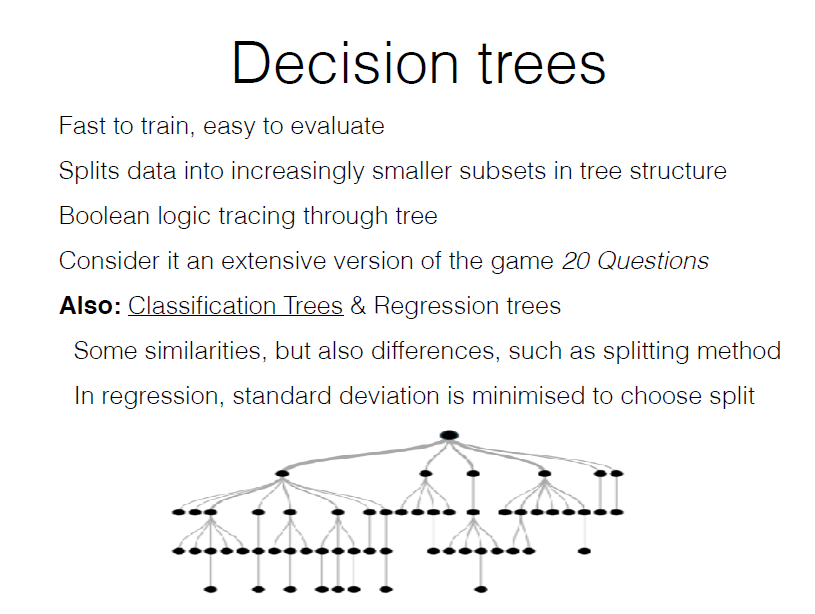 Decision trees
Fast to train, easy to evaluate
Splits data into increasingly smaller subsets in tree structure
Boolean logic tracing through tree
Consider it an extensive version of the game 20 Questions
Also: Classification Trees & Regression trees
Some similarities, but also differences, such as splitting method
In regression, standard deviation is minimised to choose split